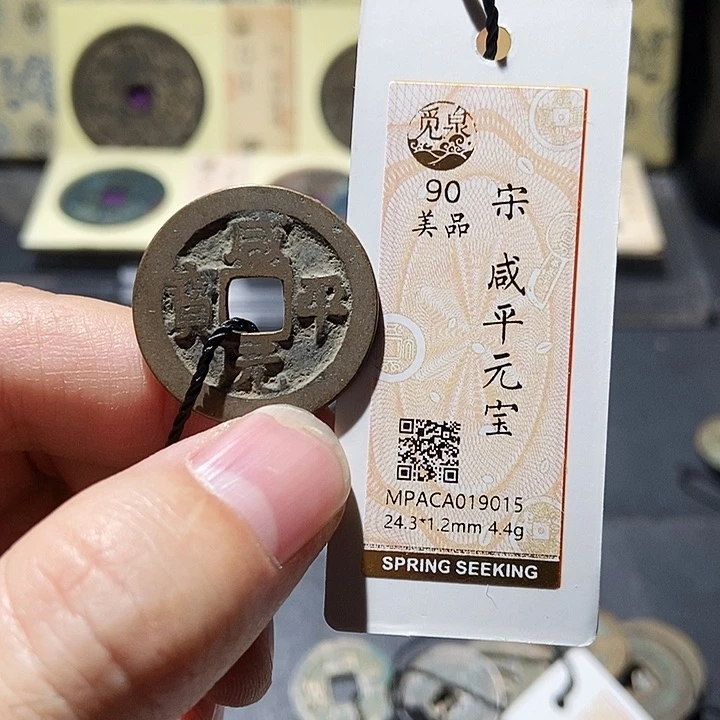 咸
平
元
寳
觅泉
90
美品
宋 咸平元宝
MPACA019015
24.3*1.2mm 4.4g
SPRING SEEKING